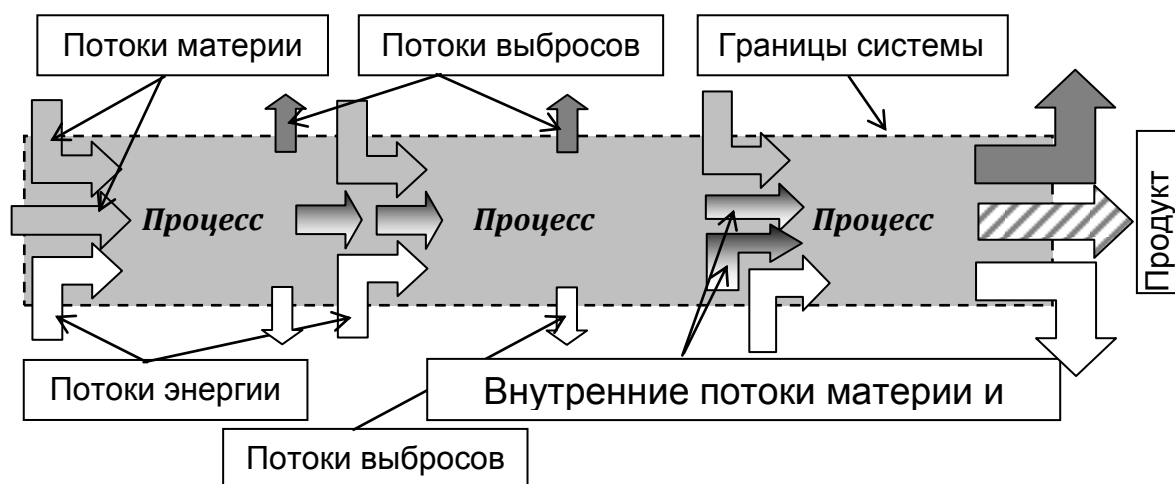 Потоки материи
Потоки выбросов
Границы системы
Процесс
Процесс
Процесс
Продукт
Потоки энергии
Внутренние потоки материи и
Потоки выбросов